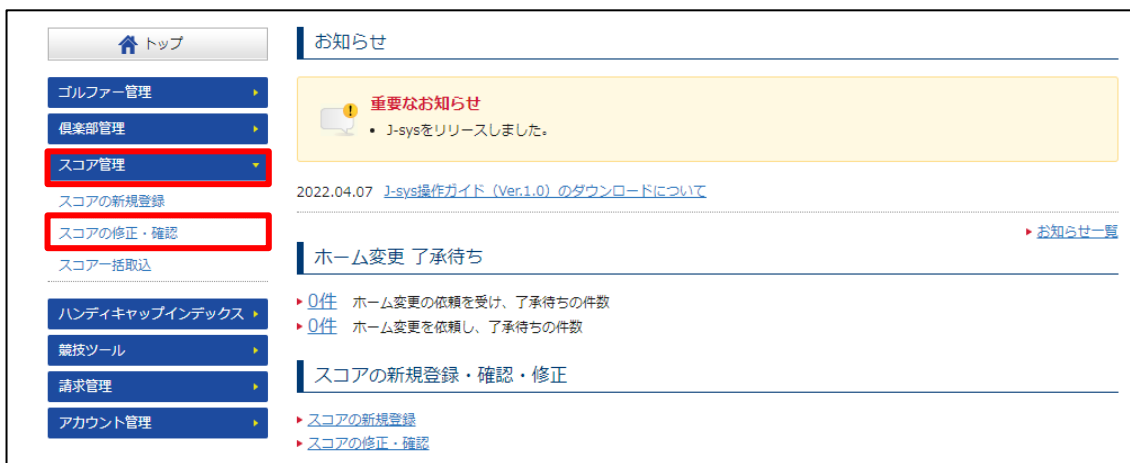 トップ
ゴルファー管理
倶楽部管理
スコア管理
スコアの新規登録
スコアの修正・確認
スコア一括取込
ハンディキャップインデックス
競技ツール
請求管理
アカウント管理
お知らせ
重要なお知らせ
• J-sysをリリースしました。
2022.04.07 J-sys操作ガイド（Ver.1.0）のダウンロードについて
お知らせ一覧
ホーム変更 了承待ち
0件 ホーム変更の依頼を受け、了承待ちの件数
0件 ホーム変更を依頼し、了承待ちの件数
スコアの新規登録・確認・修正
スコアの新規登録
スコアの修正・確認